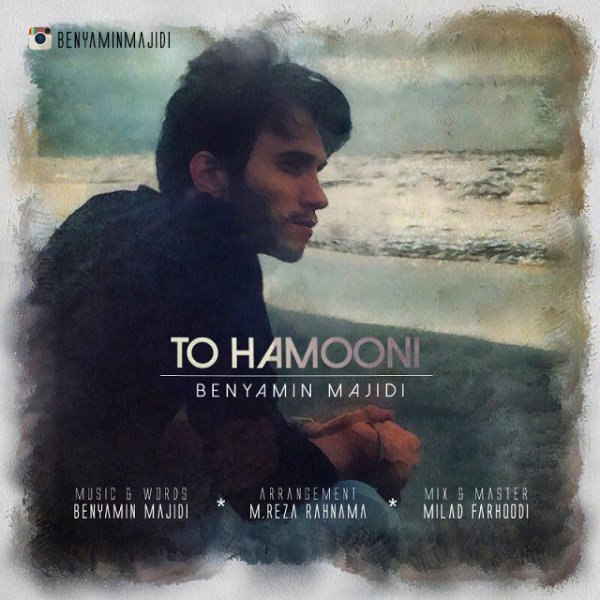 BENYAMINMAJIDI
TO HAMOONI
BENYAMIN MAJIDI
MUSIC & WORDS
BENYAMIN MAJIDI
*
ARRANGEMENT
M.REZA RAHNAMA
*
MIX & MASTER
MILAD FARHOODI